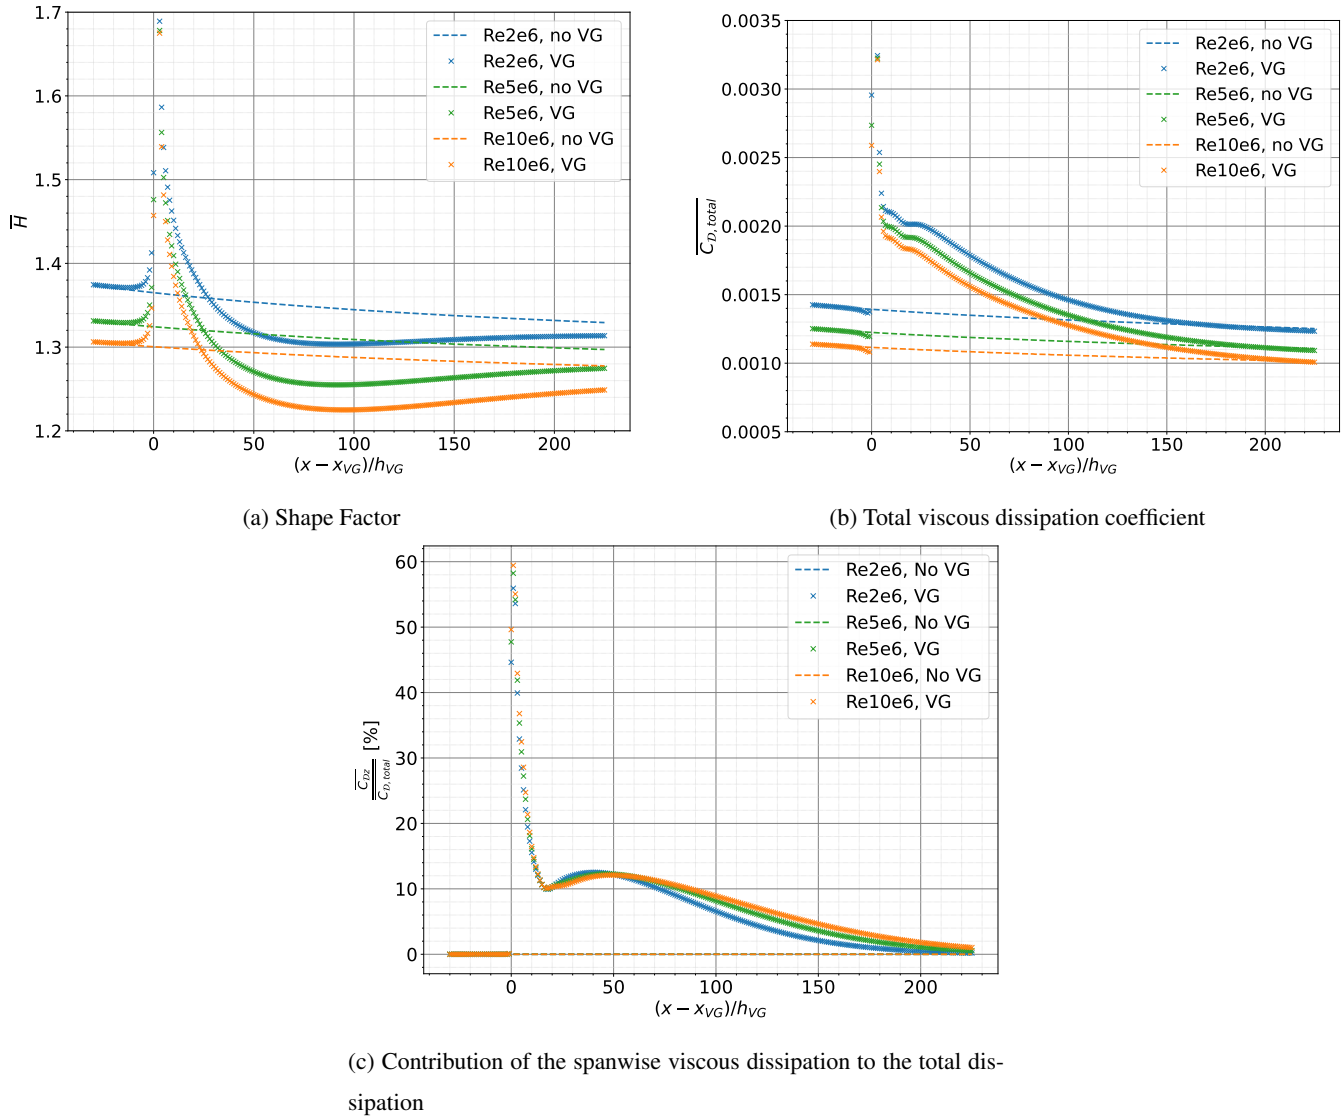 1.7
1.6
1.5
1.4
1.3
1.2
H
0
50
100
150
200
(x − x_VG)/h_VG
Re2e6, no VG
Re2e6, VG
Re5e6, no VG
Re5e6, VG
Re10e6, no VG
Re10e6, VG
(a) Shape Factor
0.0035
0.0030
0.0025
0.0020
0.0015
0.0010
0.0005
C_D,total
0
50
100
150
200
(x − x_VG)/h_VG
Re2e6, no VG
Re2e6, VG
Re5e6, no VG
Re5e6, VG
Re10e6, no VG
Re10e6, VG
(b) Total viscous dissipation coefficient
60
50
40
30
20
10
0
C_Dz / C_D,total [%]
0
50
100
150
200
(x − x_VG)/h_VG
Re2e6, No VG
Re2e6, VG
Re5e6, No VG
Re5e6, VG
Re10e6, No VG
Re10e6, VG
(c) Contribution of the spanwise viscous dissipation to the total dis-
sipation